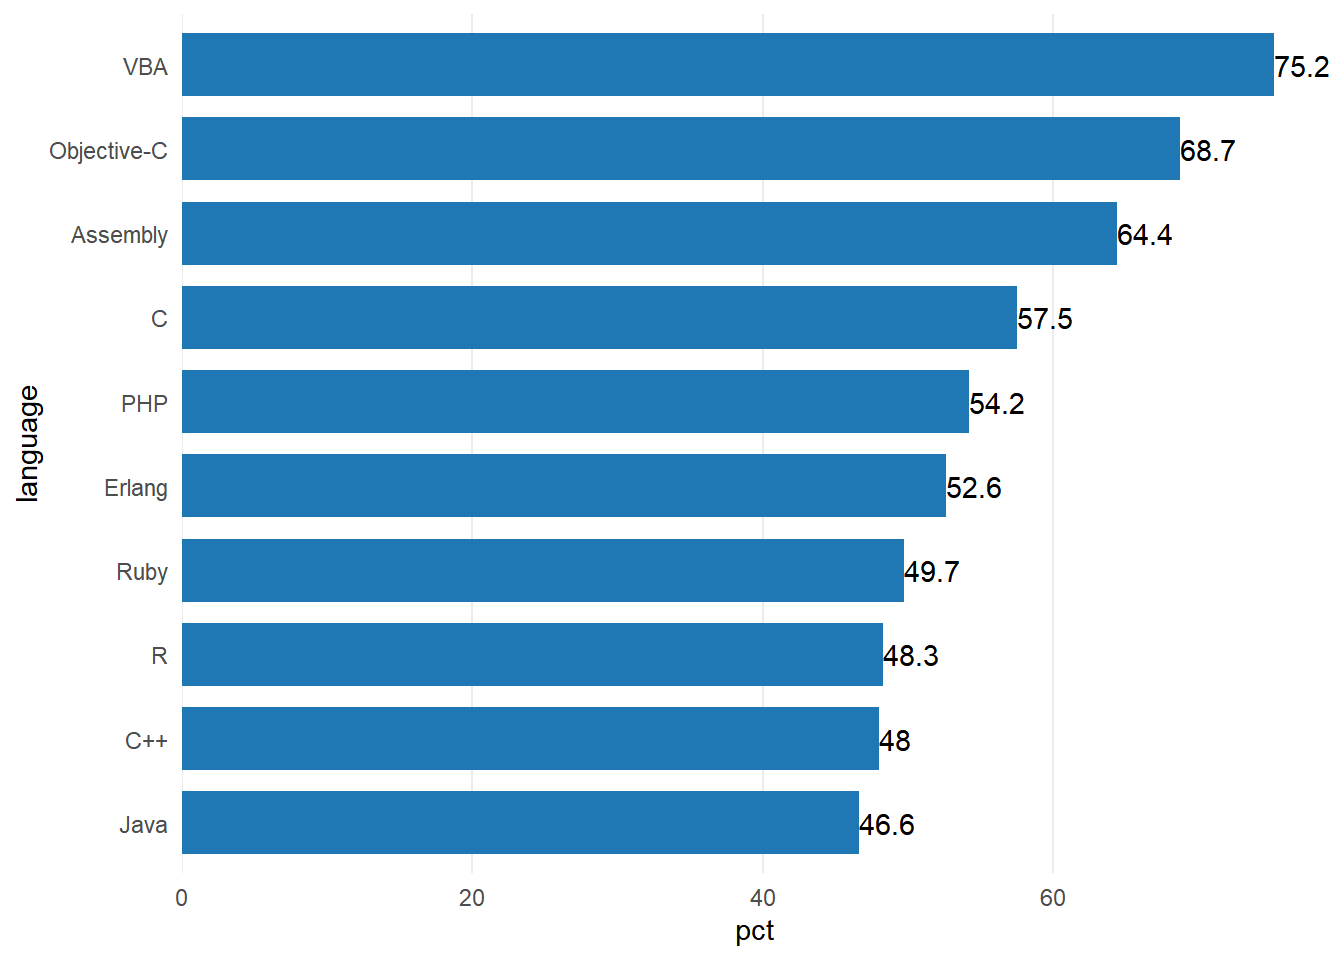 VBA 75.2
Objective-C 68.7
Assembly 64.4
C 57.5
PHP 54.2
Erlang 52.6
Ruby 49.7
R 48.3
C++ 48
Java 46.6
language
0 20 40 60
pct